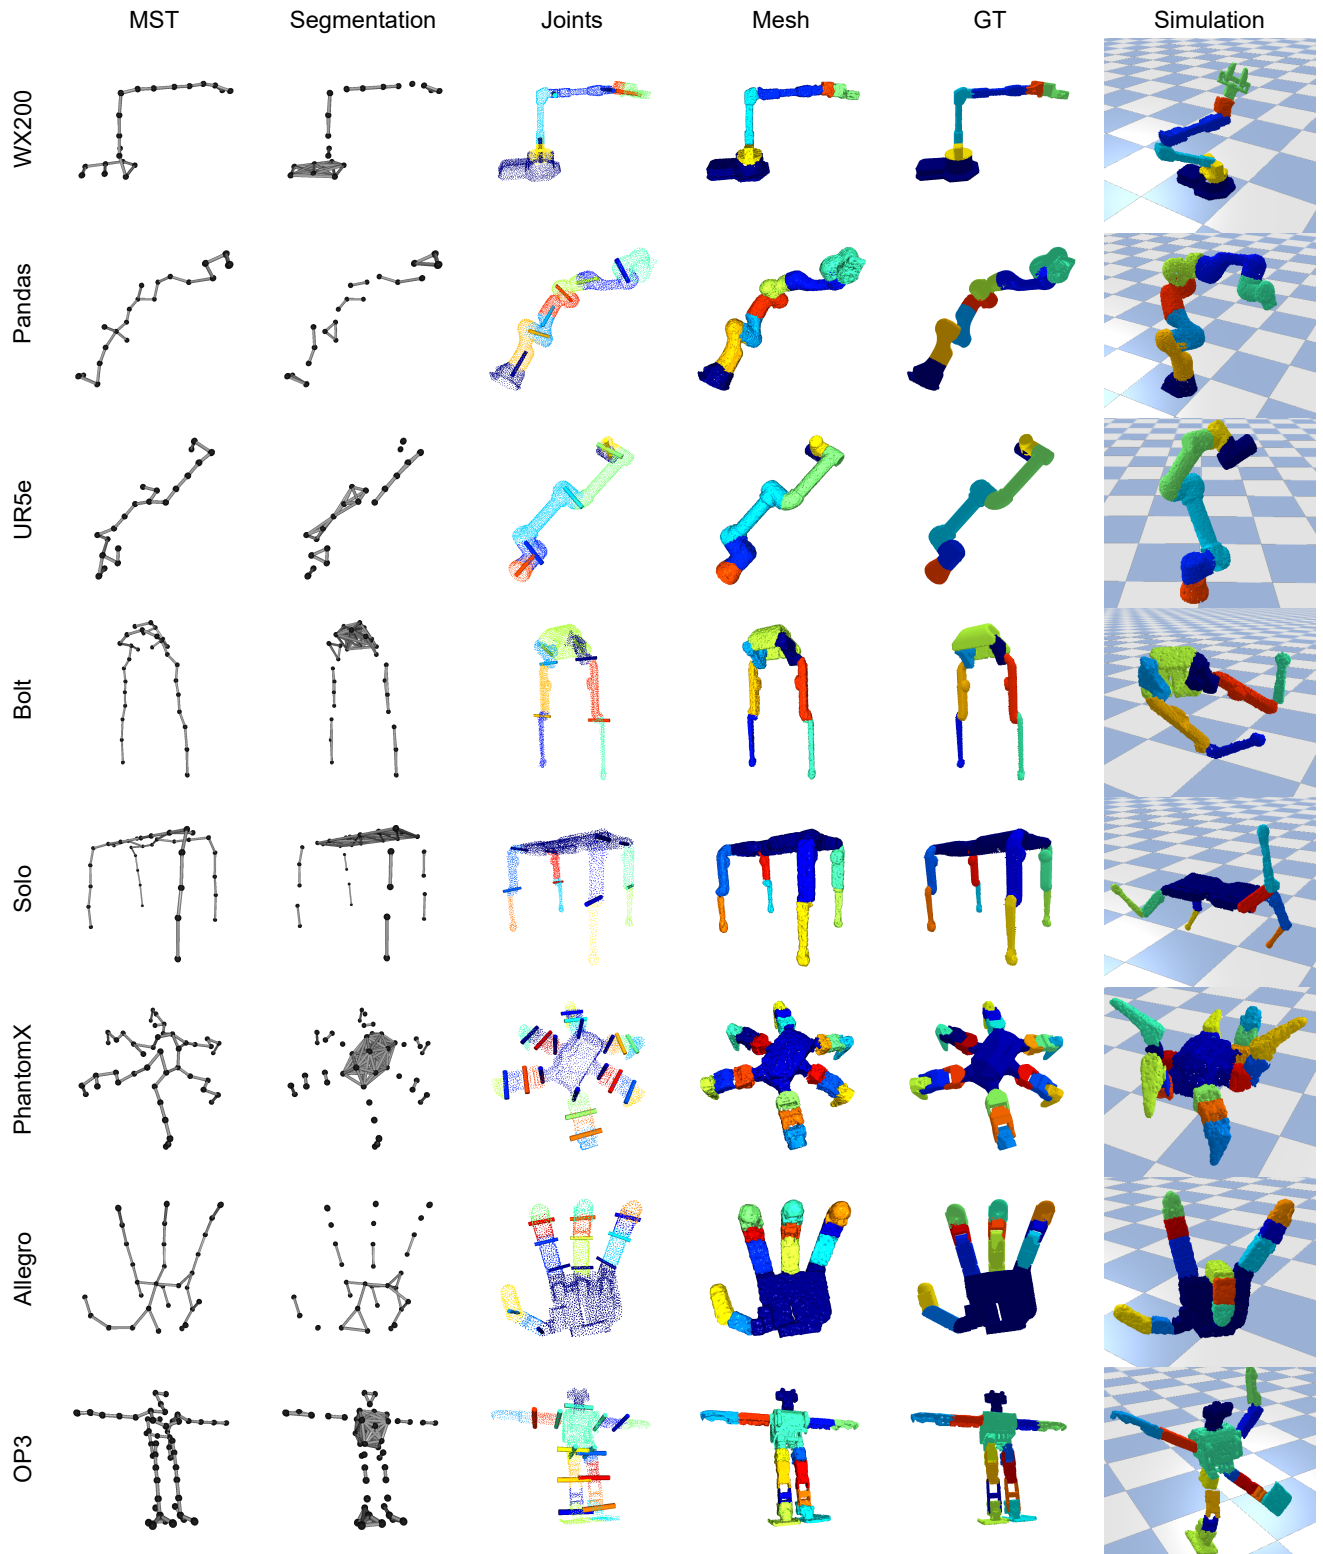 MST Segmentation Joints Mesh GT Simulation
WX200
Pandas
UR5e
Bolt
Solo
PhantomX
Allegro
OP3